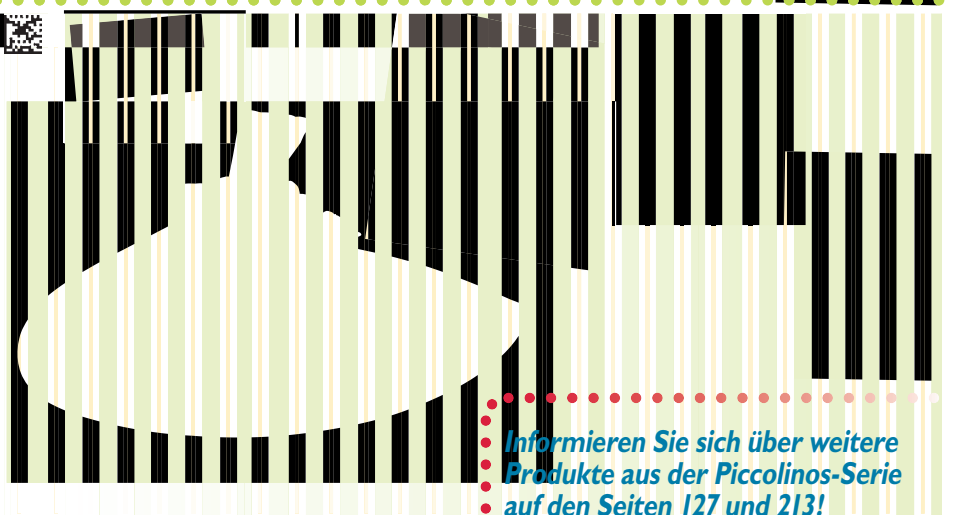 Informieren Sie sich über weitere
Produkte aus der Piccolinos-Serie
auf den Seiten 127 und 213!